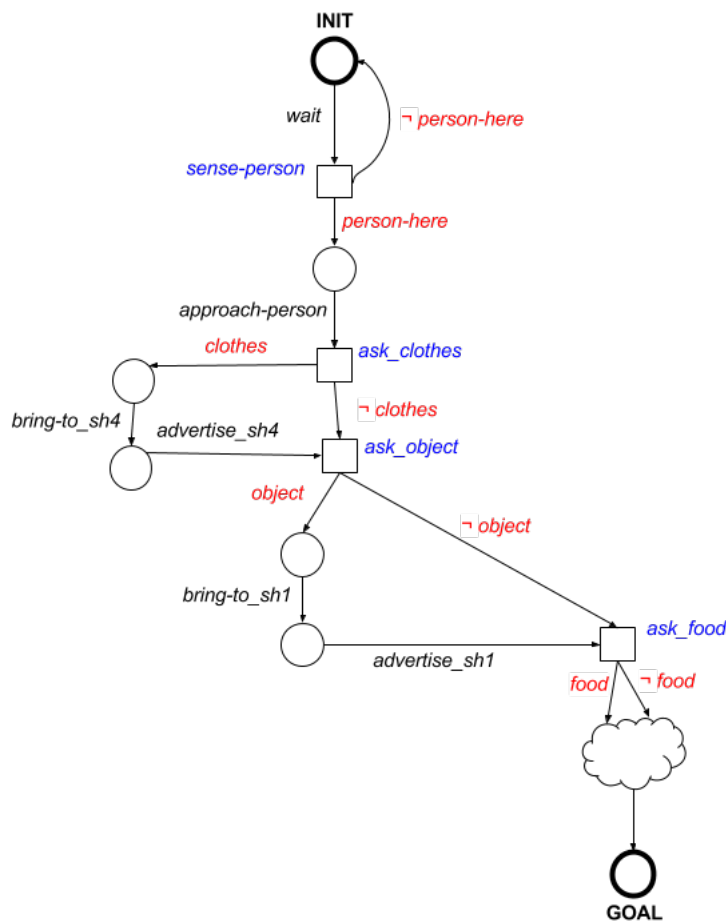 INIT
wait
¬ person-here
sense-person
person-here
approach-person
clothes
ask_clothes
bring-to_sh4
advertise_sh4
¬ clothes
ask_object
object
¬ object
bring-to_sh1
ask_food
advertise_sh1
food
¬ food
GOAL